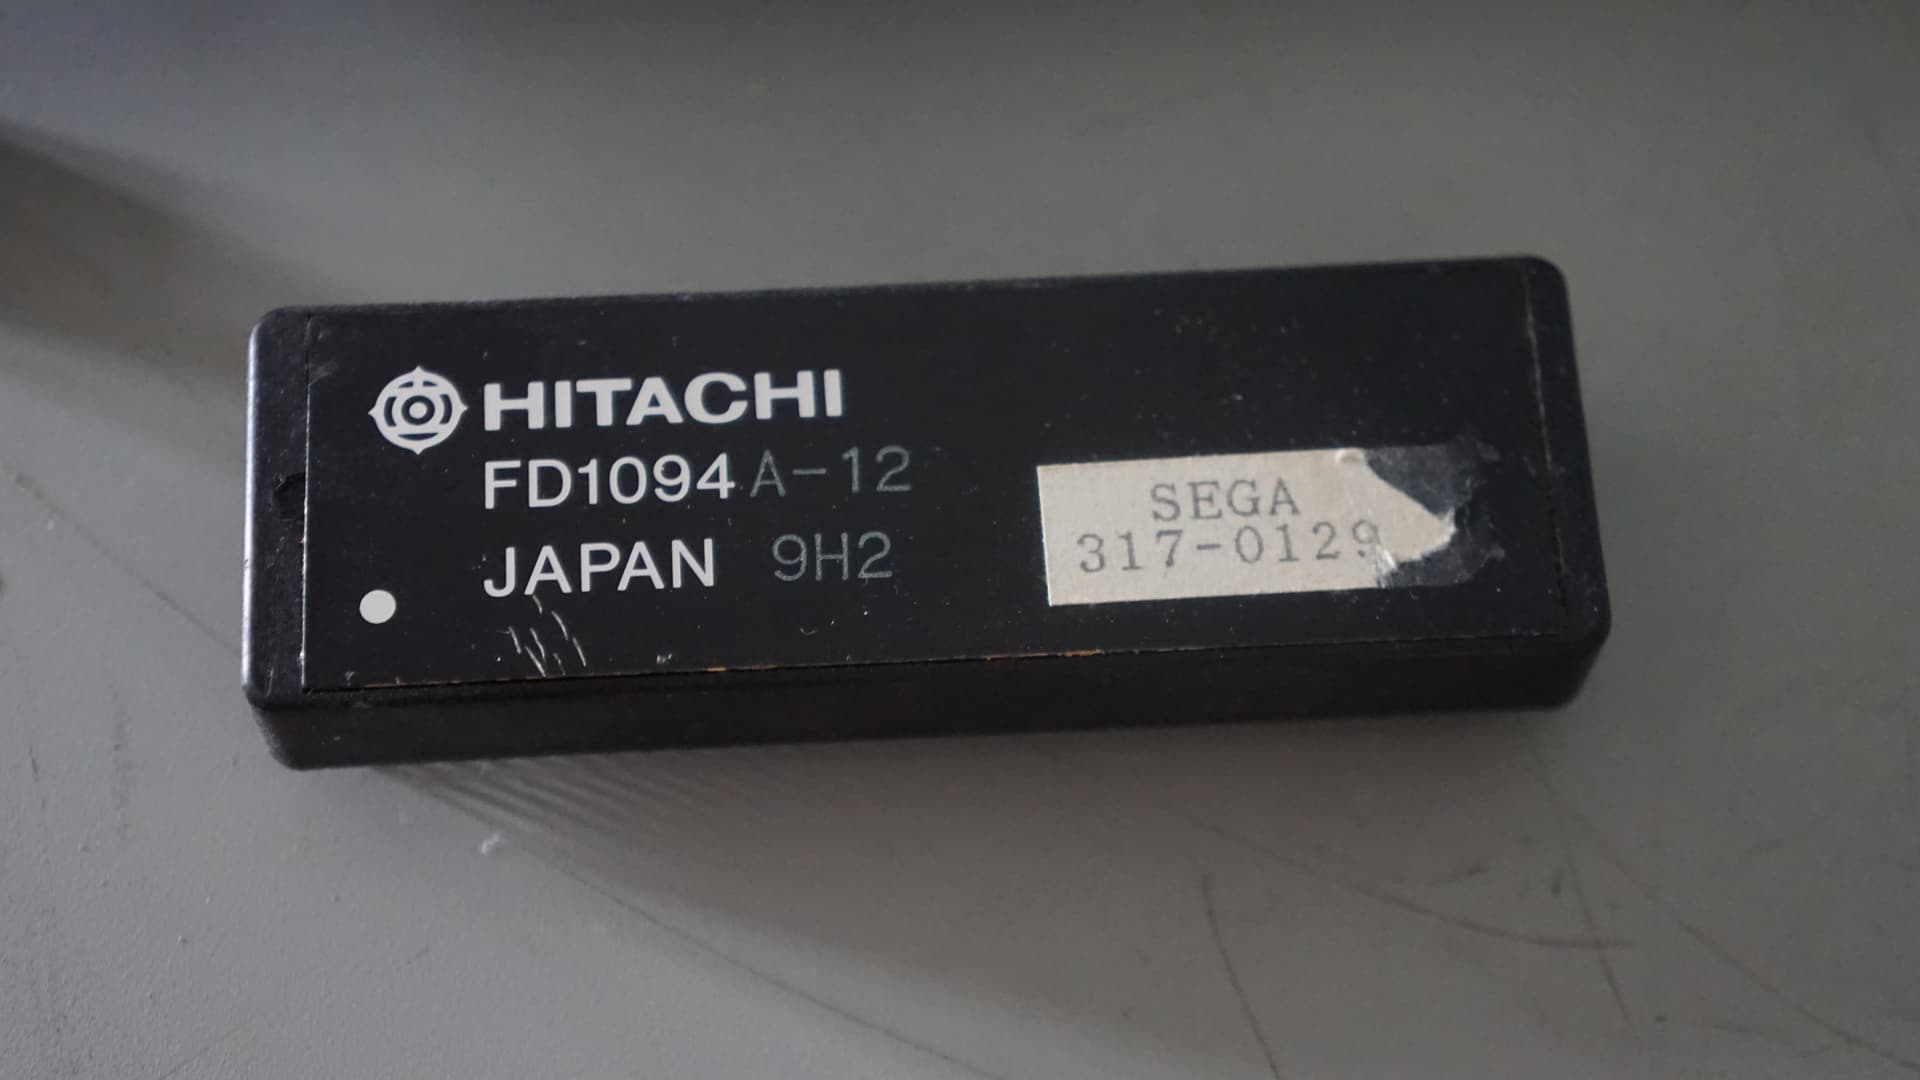 HITACHI
FD1094 A-12
JAPAN 9H2
SEGA
317-0129